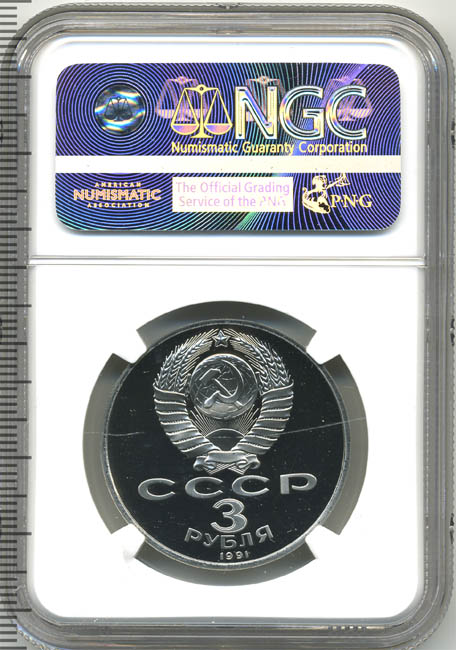 NGC
Numismatic Guaranty Corporation
AMERICAN
NUMISMATIC
ASSOCIATION
The Official Grading
Service of the PNG
PNG
СССР
3
РУБЛЯ
1991